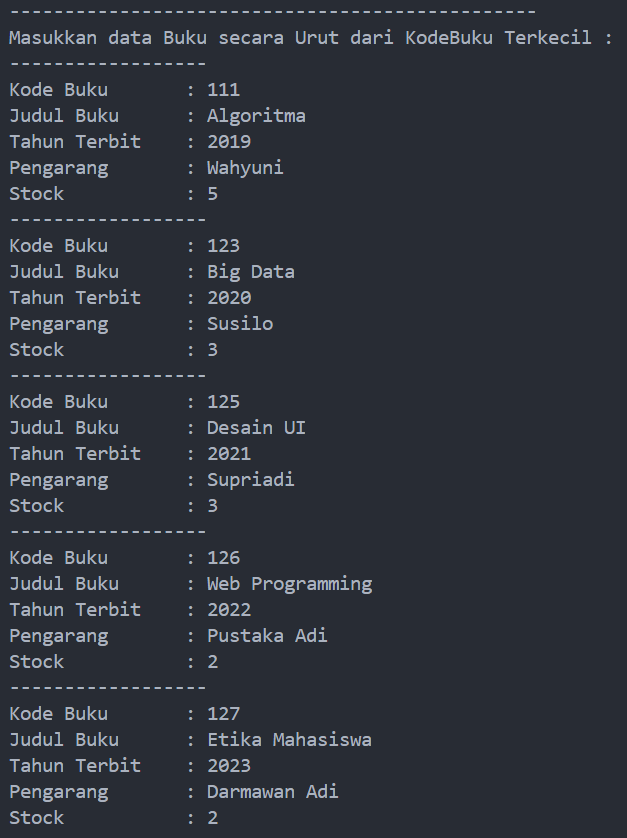 ------------------------------------------------
Masukkan data Buku secara Urut dari KodeBuku Terkecil :
------------------
Kode Buku       : 111
Judul Buku      : Algoritma
Tahun Terbit    : 2019
Pengarang       : Wahyuni
Stock           : 5
------------------
Kode Buku       : 123
Judul Buku      : Big Data
Tahun Terbit    : 2020
Pengarang       : Susilo
Stock           : 3
------------------
Kode Buku       : 125
Judul Buku      : Desain UI
Tahun Terbit    : 2021
Pengarang       : Supriadi
Stock           : 3
------------------
Kode Buku       : 126
Judul Buku      : Web Programming
Tahun Terbit    : 2022
Pengarang       : Pustaka Adi
Stock           : 2
------------------
Kode Buku       : 127
Judul Buku      : Etika Mahasiswa
Tahun Terbit    : 2023
Pengarang       : Darmawan Adi
Stock           : 2